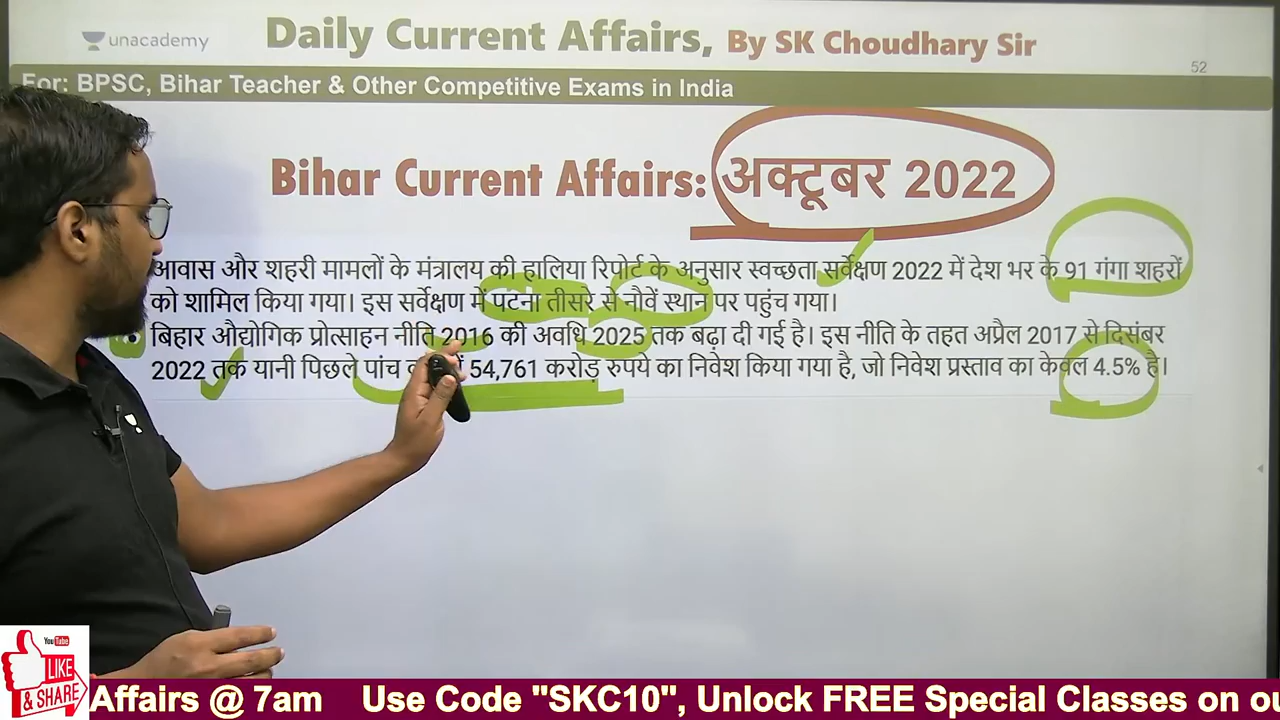 unacademy
Daily Current Affairs, By SK Choudhary Sir
52
For: BPSC, Bihar Teacher & Other Competitive Exams in India
Bihar Current Affairs: अक्टूबर 2022
आवास और शहरी मामलों के मंत्रालय की हालिया रिपोर्ट के अनुसार स्वच्छता सर्वेक्षण 2022 में देश भर के 91 गंगा शहरों
को शामिल किया गया। इस सर्वेक्षण में पटना तीसरे से नौवें स्थान पर पहुंच गया।
बिहार औद्योगिक प्रोत्साहन नीति 2016 की अवधि 2025 तक बढ़ा दी गई है। इस नीति के तहत अप्रैल 2017 से दिसंबर
2022 तक यानी पिछले पांच 54,761 करोड़ रुपये का निवेश किया गया है, जो निवेश प्रस्ताव का केवल 4.5% है।
YouTube
LIKE
& SHARE
Affairs @ 7am Use Code "SKC10", Unlock FREE Special Classes on ou